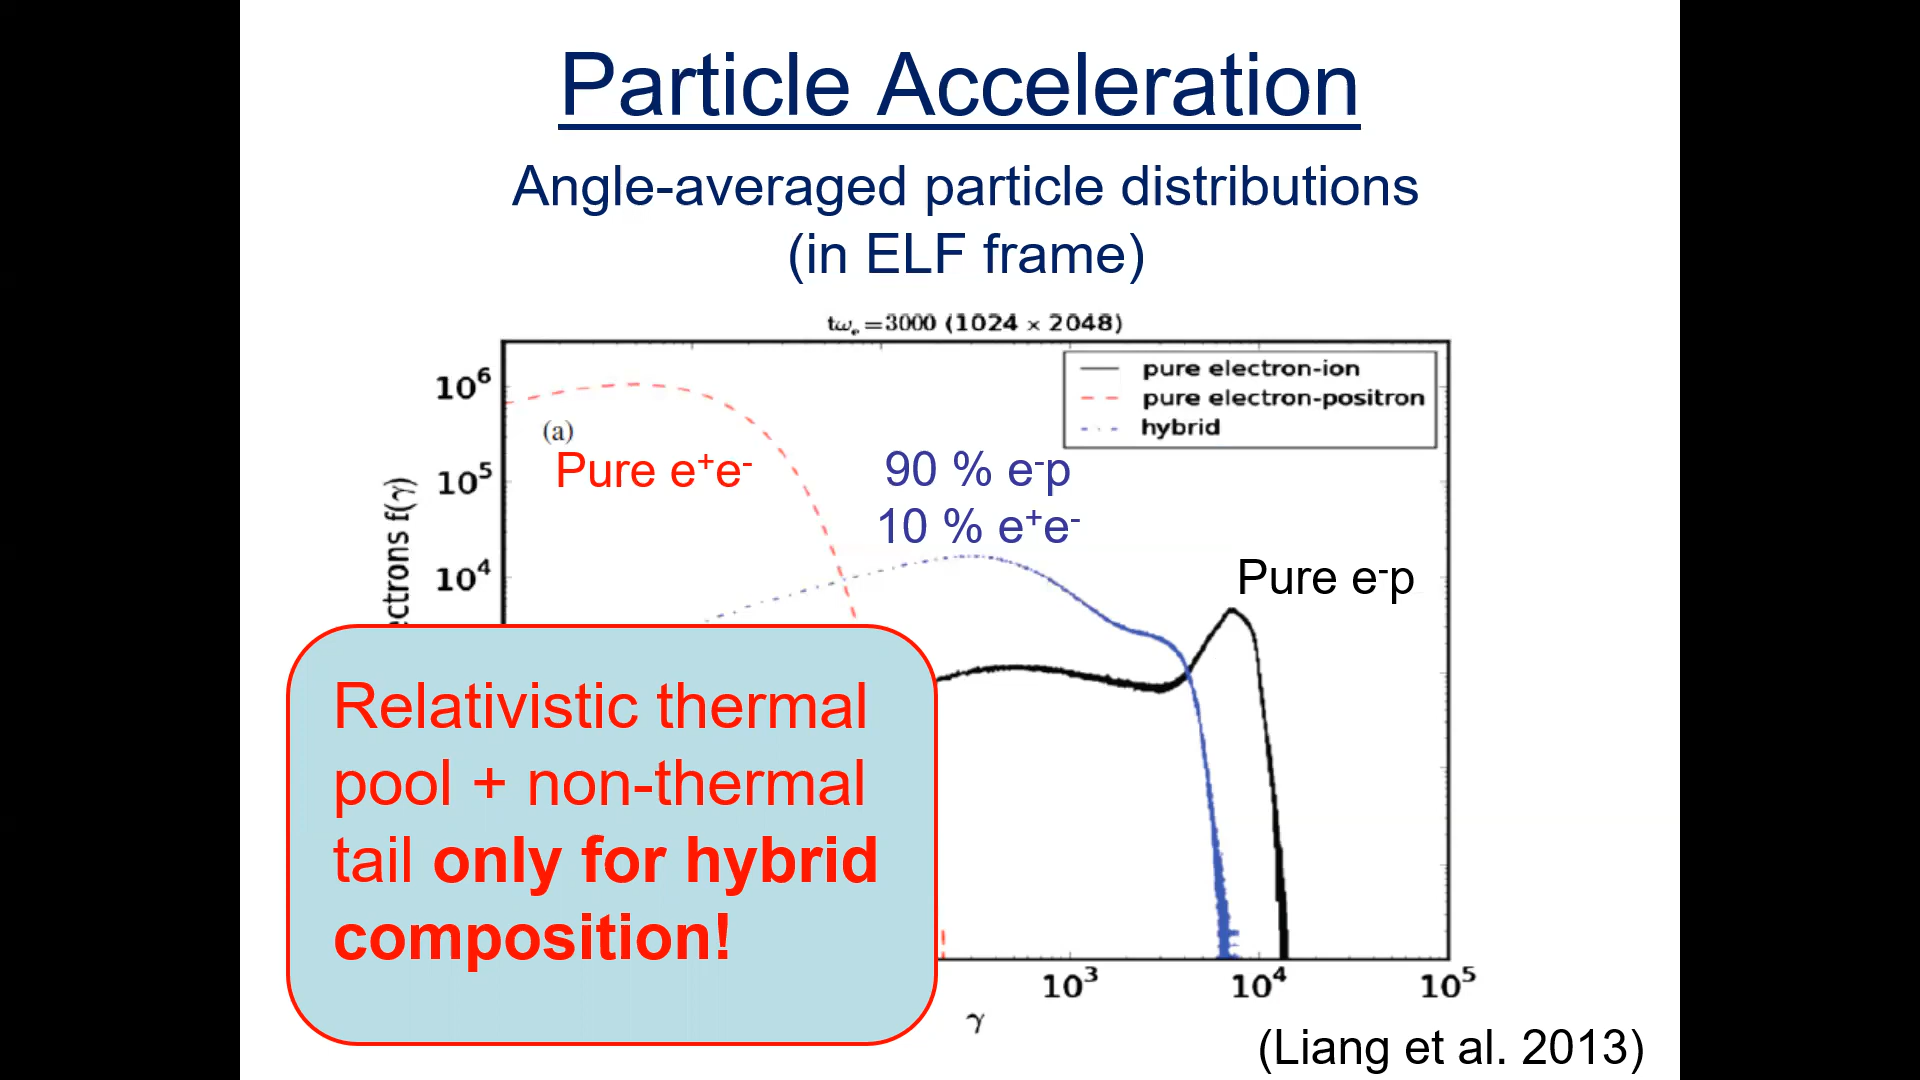 Particle Acceleration
Angle-averaged particle distributions
(in ELF frame)
tωₑ=3000 (1024 × 2048)
pure electron-ion
pure electron-positron
hybrid
10⁶
(a)
Pure e⁺e⁻
90 % e⁻p
10⁵
10 % e⁺e⁻
10⁴
Pure e⁻p
f(γ)
Relativistic thermal
pool + non-thermal
tail only for hybrid
composition!
10³
10⁴
10⁵
γ
(Liang et al. 2013)